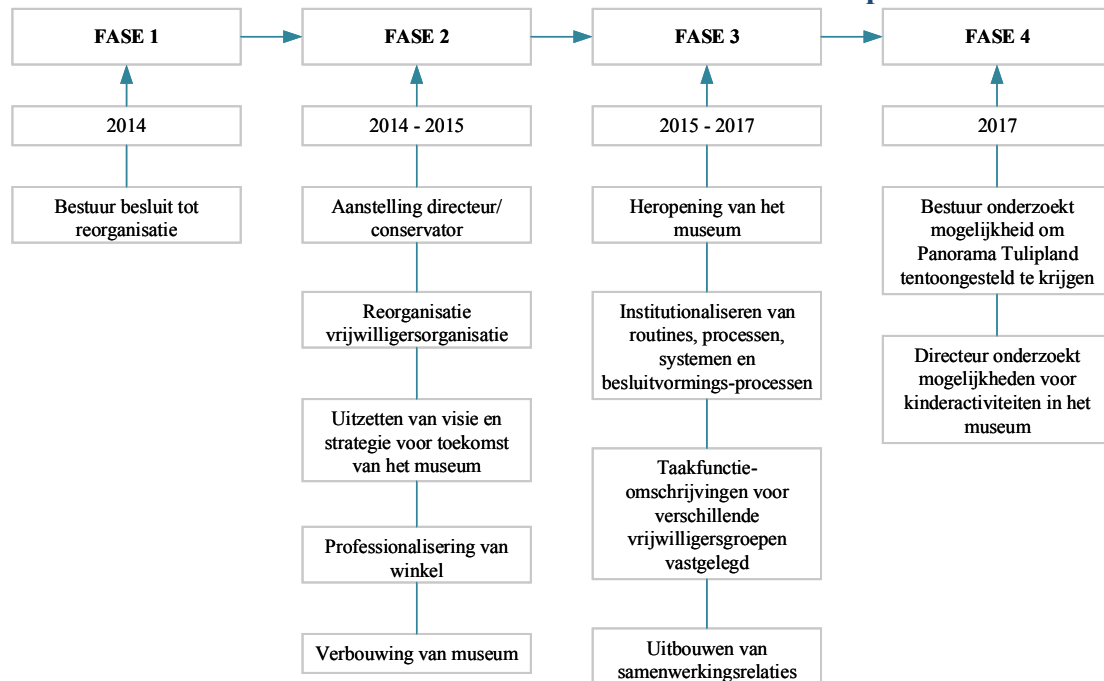 FASE 1
FASE 2
FASE 3
FASE 4
2014
2014 - 2015
2015 - 2017
2017
Bestuur besluit tot
reorganisatie
Aanstelling directeur/
conservator
Reorganisatie
vrijwilligersorganisatie
Uitzetten van visie en
strategie voor toekomst
van het museum
Professionalisering van
winkel
Verbouwing van museum
Heropening van het
museum
Institutionaliseren van
routines, processen,
systemen en
besluitvormings-processen
Taakfunctie-
omschrijvingen voor
verschillende
vrijwilligersgroepen
vastgelegd
Uitbouwen van
samenwerkingsrelaties
Bestuur onderzoekt
mogelijkheid om
Panorama Tulipland
tentoongesteld te krijgen
Directeur onderzoekt
mogelijkheden voor
kinderactiviteiten in het
museum